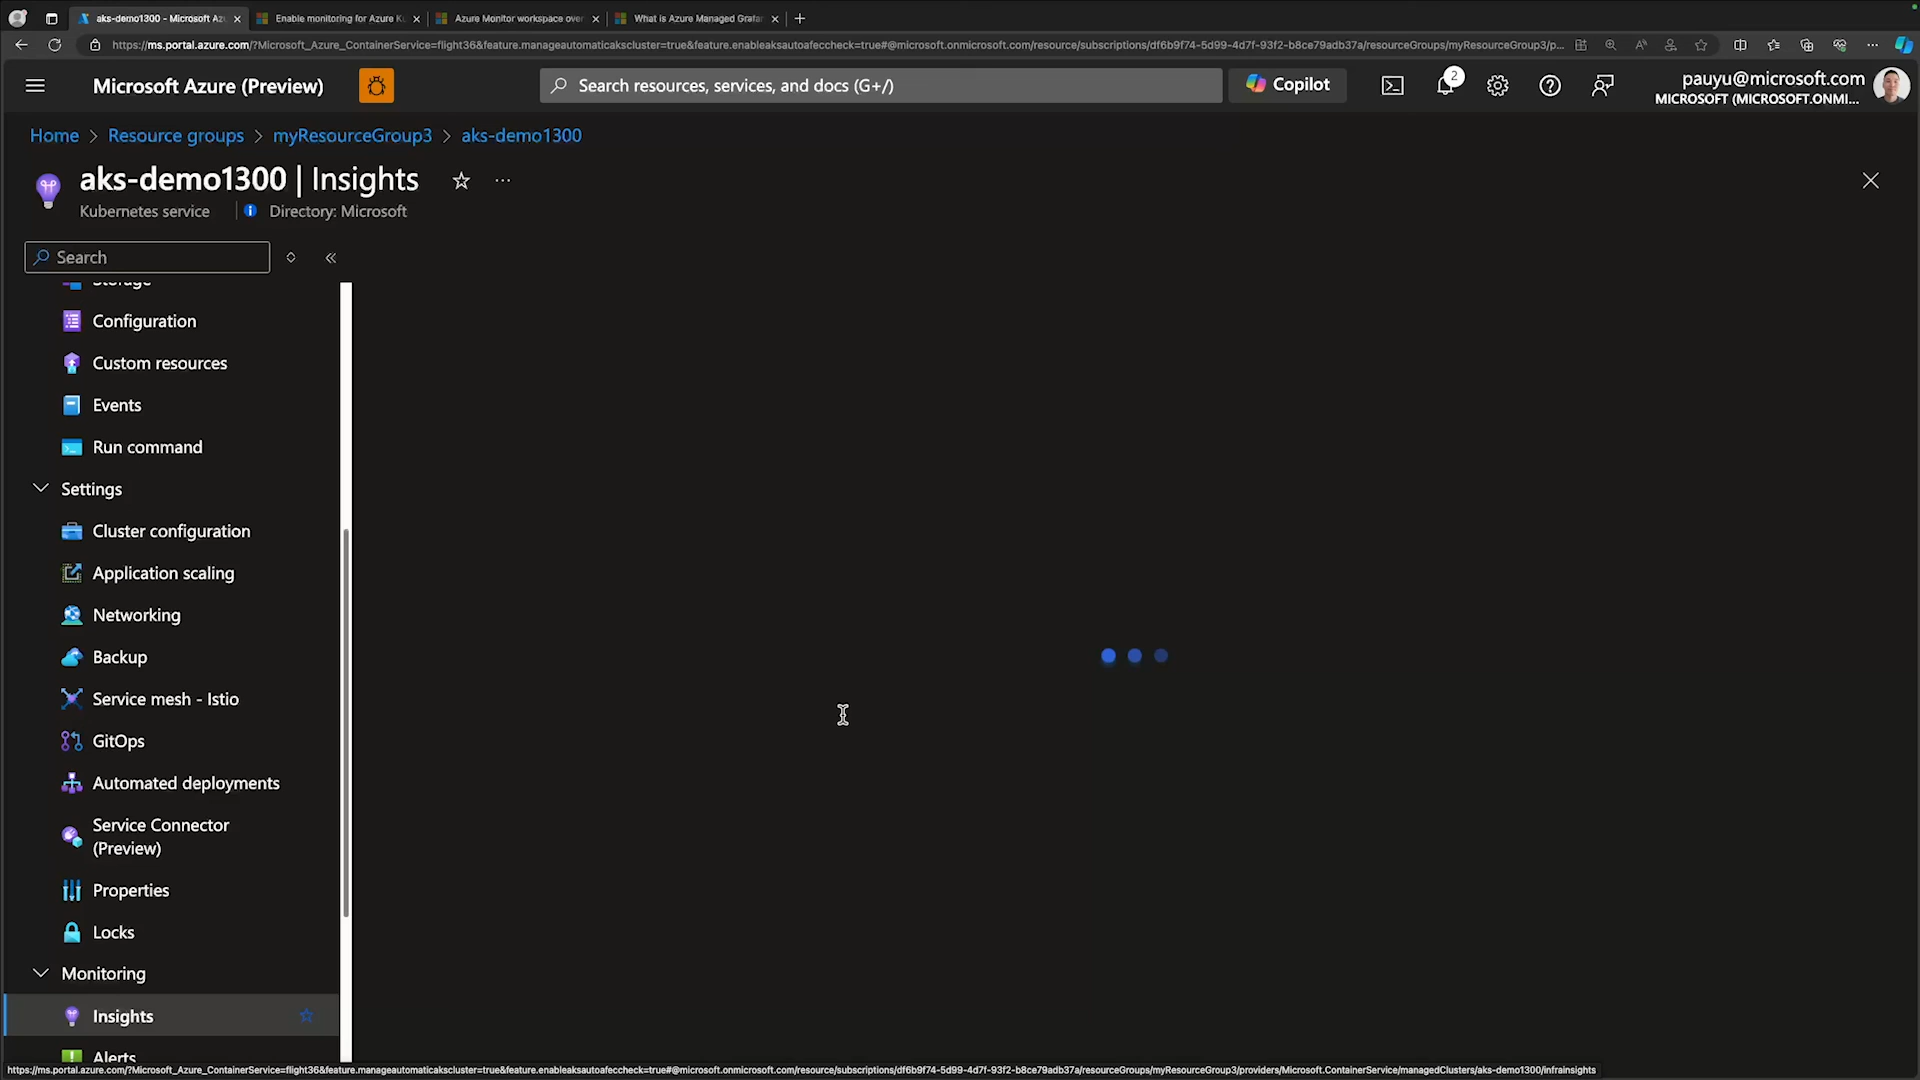 aks-demo1300 - Microsoft Az
Enable monitoring for Azure Ku
Azure Monitor workspace over
What is Azure Managed Grafan
https://ms.portal.azure.com/?Microsoft_Azure_ContainerService=flight36&feature.manageautomaticakscluster=true&feature.enableaksautoafeccheck=true#@microsoft.onmicrosoft.com/resource/subscriptions/df6b9f74-5d99-4d7f-93f2-b8ce79adb37a/resourceGroups/myResourceGroup3/p...
Microsoft Azure (Preview)
Search resources, services, and docs (G+/)
Copilot
2
pauyu@microsoft.com
MICROSOFT (MICROSOFT.ONMI...
Home > Resource groups > myResourceGroup3 > aks-demo1300
aks-demo1300 | Insights
Kubernetes service
Directory: Microsoft
Search
Storage
Configuration
Custom resources
Events
Run command
Settings
Cluster configuration
Application scaling
Networking
Backup
Service mesh - Istio
GitOps
Automated deployments
Service Connector
(Preview)
Properties
Locks
Monitoring
Insights
Alerts
https://ms.portal.azure.com/?Microsoft_Azure_ContainerService=flight36&feature.manageautomaticakscluster=true&feature.enableaksautoafeccheck=true#@microsoft.onmicrosoft.com/resource/subscriptions/df6b9f74-5d99-4d7f-93f2-b8ce79adb37a/resourceGroups/myResourceGroup3/providers/Microsoft.ContainerService/managedClusters/aks-demo1300/infrainsights